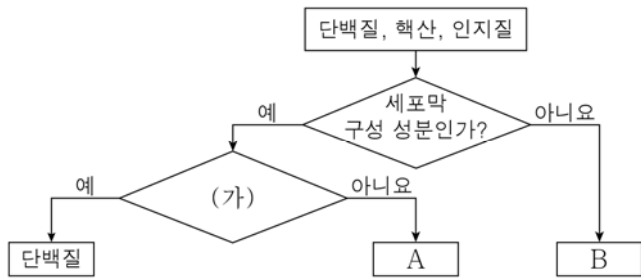 단백질, 핵산, 인지질
세포막
구성 성분인가?
예
아니요
(가)
예
아니요
단백질
A
B